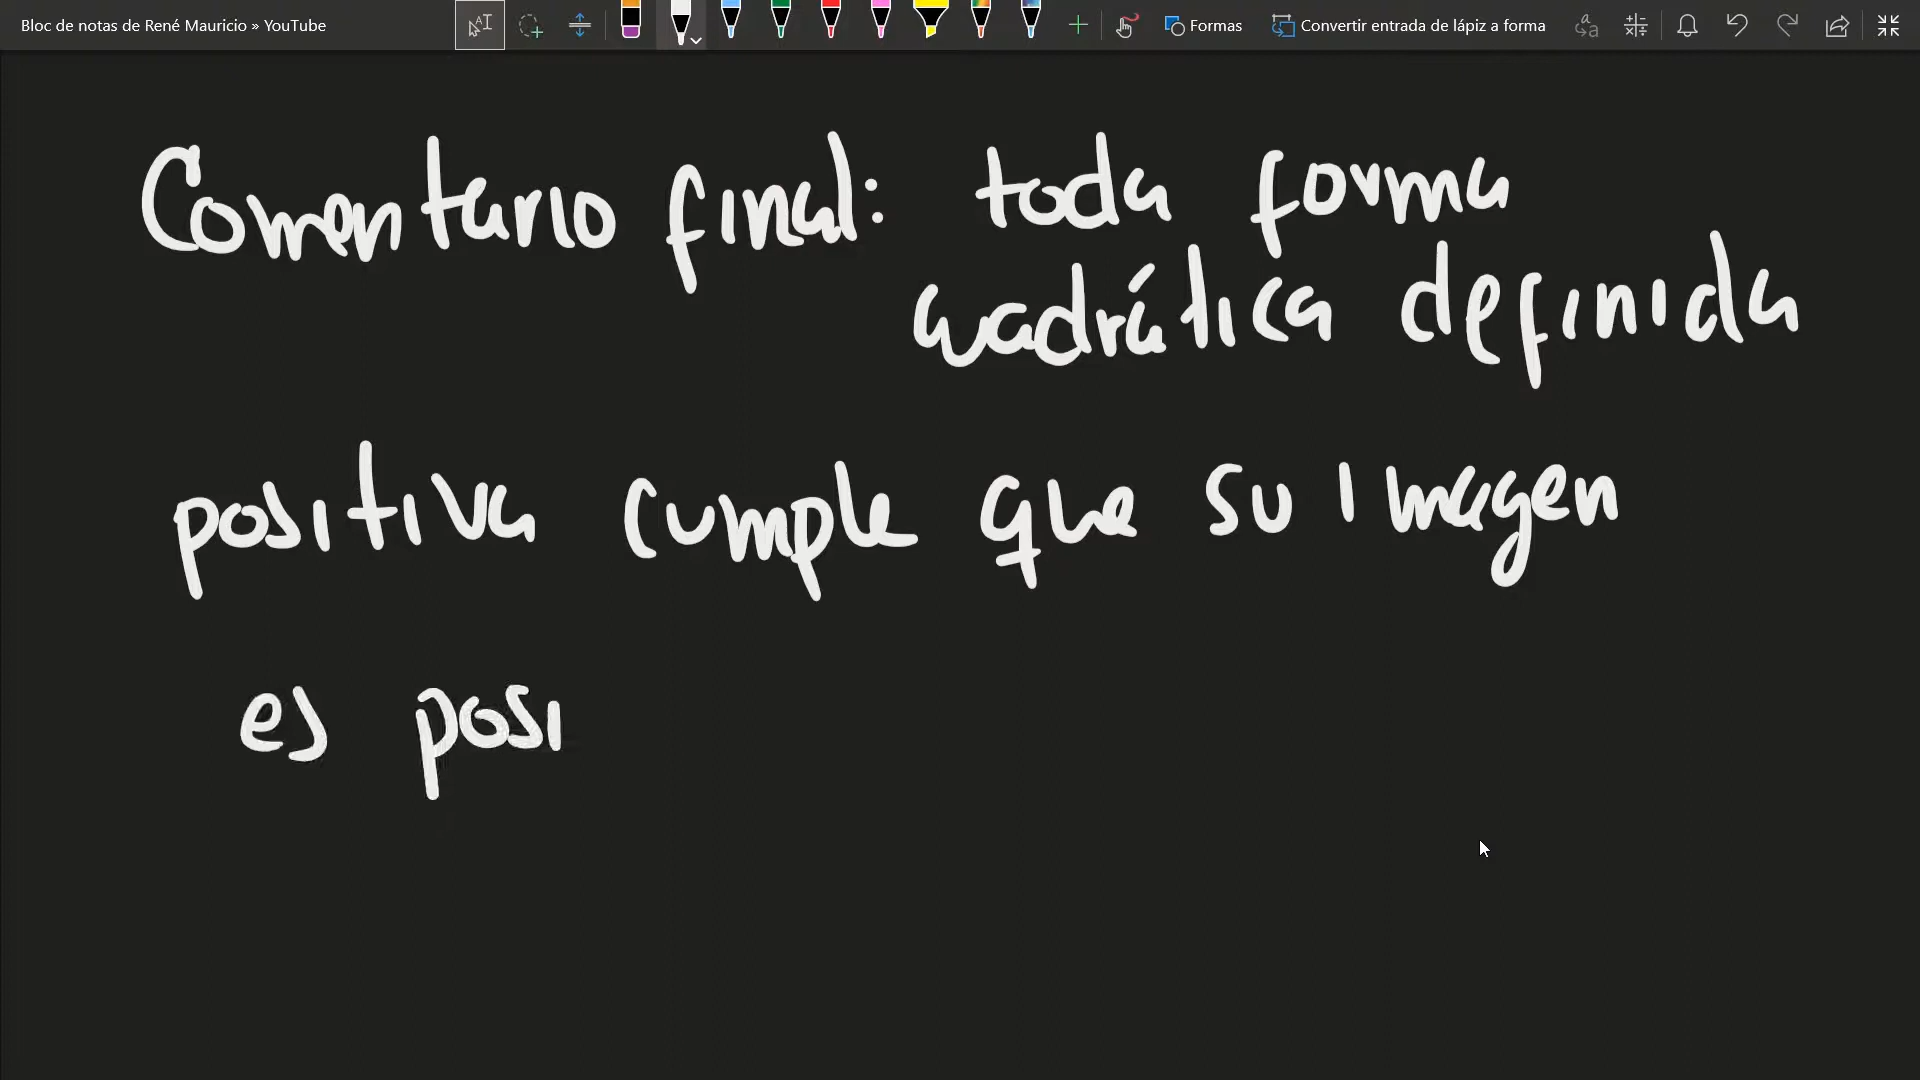 Bloc de notas de René Mauricio » YouTube
Formas
Convertir entrada de lápiz a forma
Comentario final: toda forma
cuadrática definida
positiva cumple que su imagen
es posi